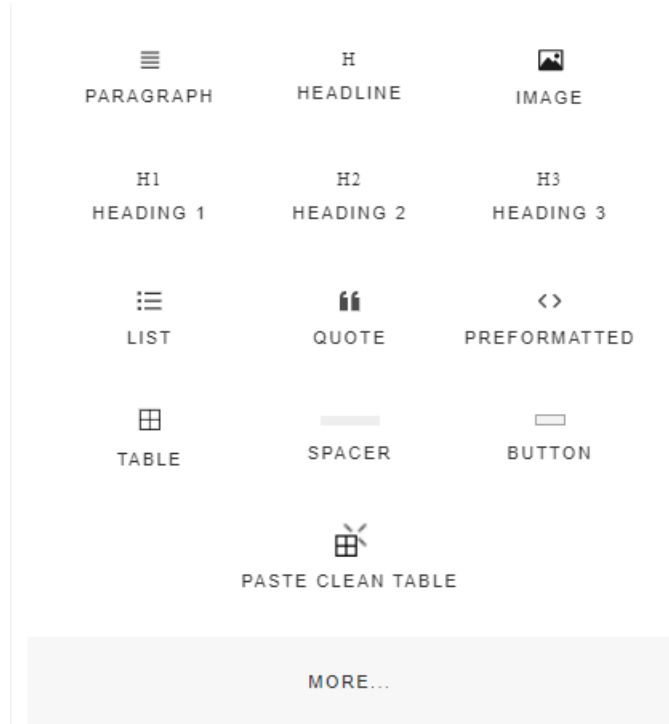 H
PARAGRAPH HEADLINE IMAGE
H1 H2 H3
HEADING 1 HEADING 2 HEADING 3
LIST QUOTE PREFORMATTED
TABLE SPACER BUTTON
PASTE CLEAN TABLE
MORE...